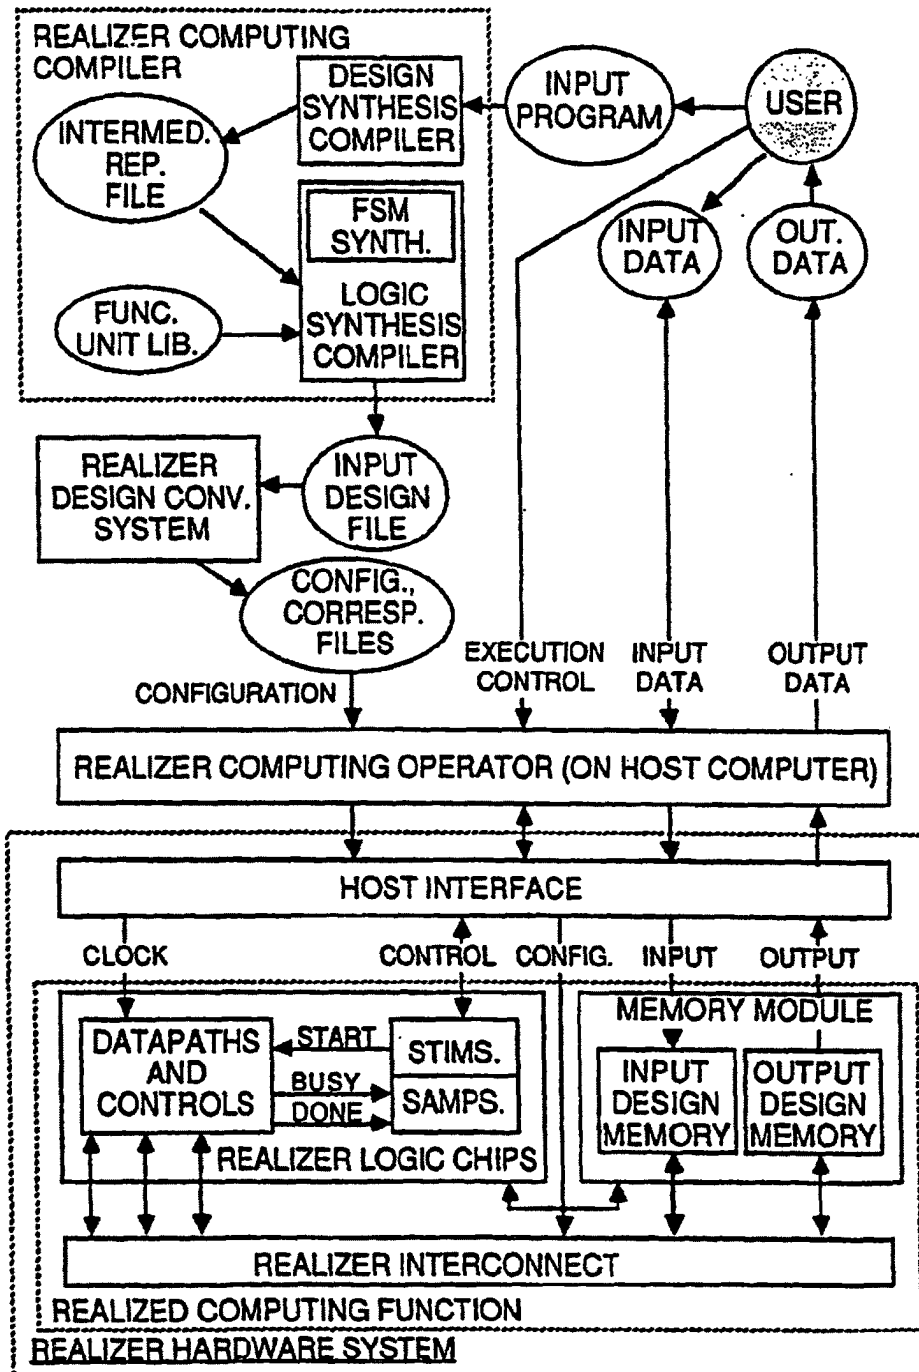 REALIZER COMPUTING
COMPILER
DESIGN
SYNTHESIS
COMPILER
INPUT
PROGRAM
USER
INTERMED.
REP.
FILE
FSM
SYNTH.
LOGIC
SYNTHESIS
COMPILER
FUNC.
UNIT LIB.
INPUT
DATA
OUT.
DATA
REALIZER
DESIGN CONV.
SYSTEM
INPUT
DESIGN
FILE
CONFIG.,
CORRESP.
FILES
CONFIGURATION
EXECUTION
CONTROL
INPUT
DATA
OUTPUT
DATA
REALIZER COMPUTING OPERATOR (ON HOST COMPUTER)
HOST INTERFACE
CLOCK
CONTROL
CONFIG.
INPUT
OUTPUT
DATAPATHS
AND
CONTROLS
START
BUSY
DONE
STIMS.
SAMPS.
REALIZER LOGIC CHIPS
MEMORY MODULE
INPUT
DESIGN
MEMORY
OUTPUT
DESIGN
MEMORY
REALIZER INTERCONNECT
REALIZED COMPUTING FUNCTION
REALIZER HARDWARE SYSTEM